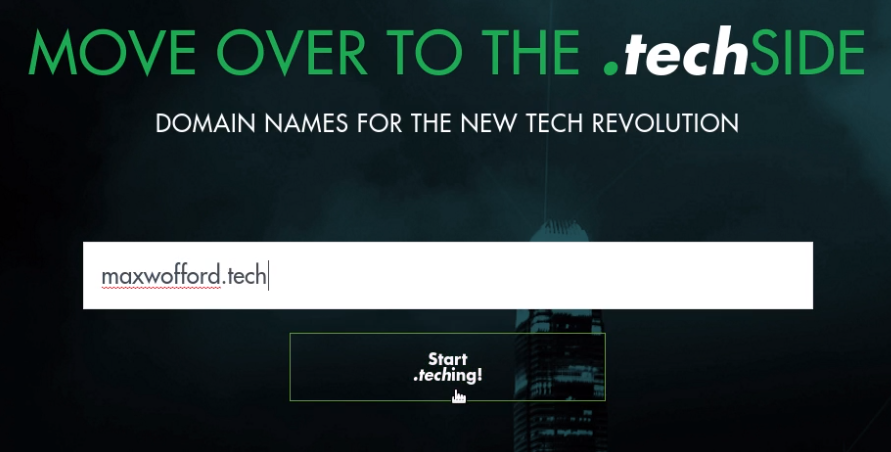 MOVE OVER TO THE .techSIDE
DOMAIN NAMES FOR THE NEW TECH REVOLUTION
maxwofford.tech
Start
.teching!